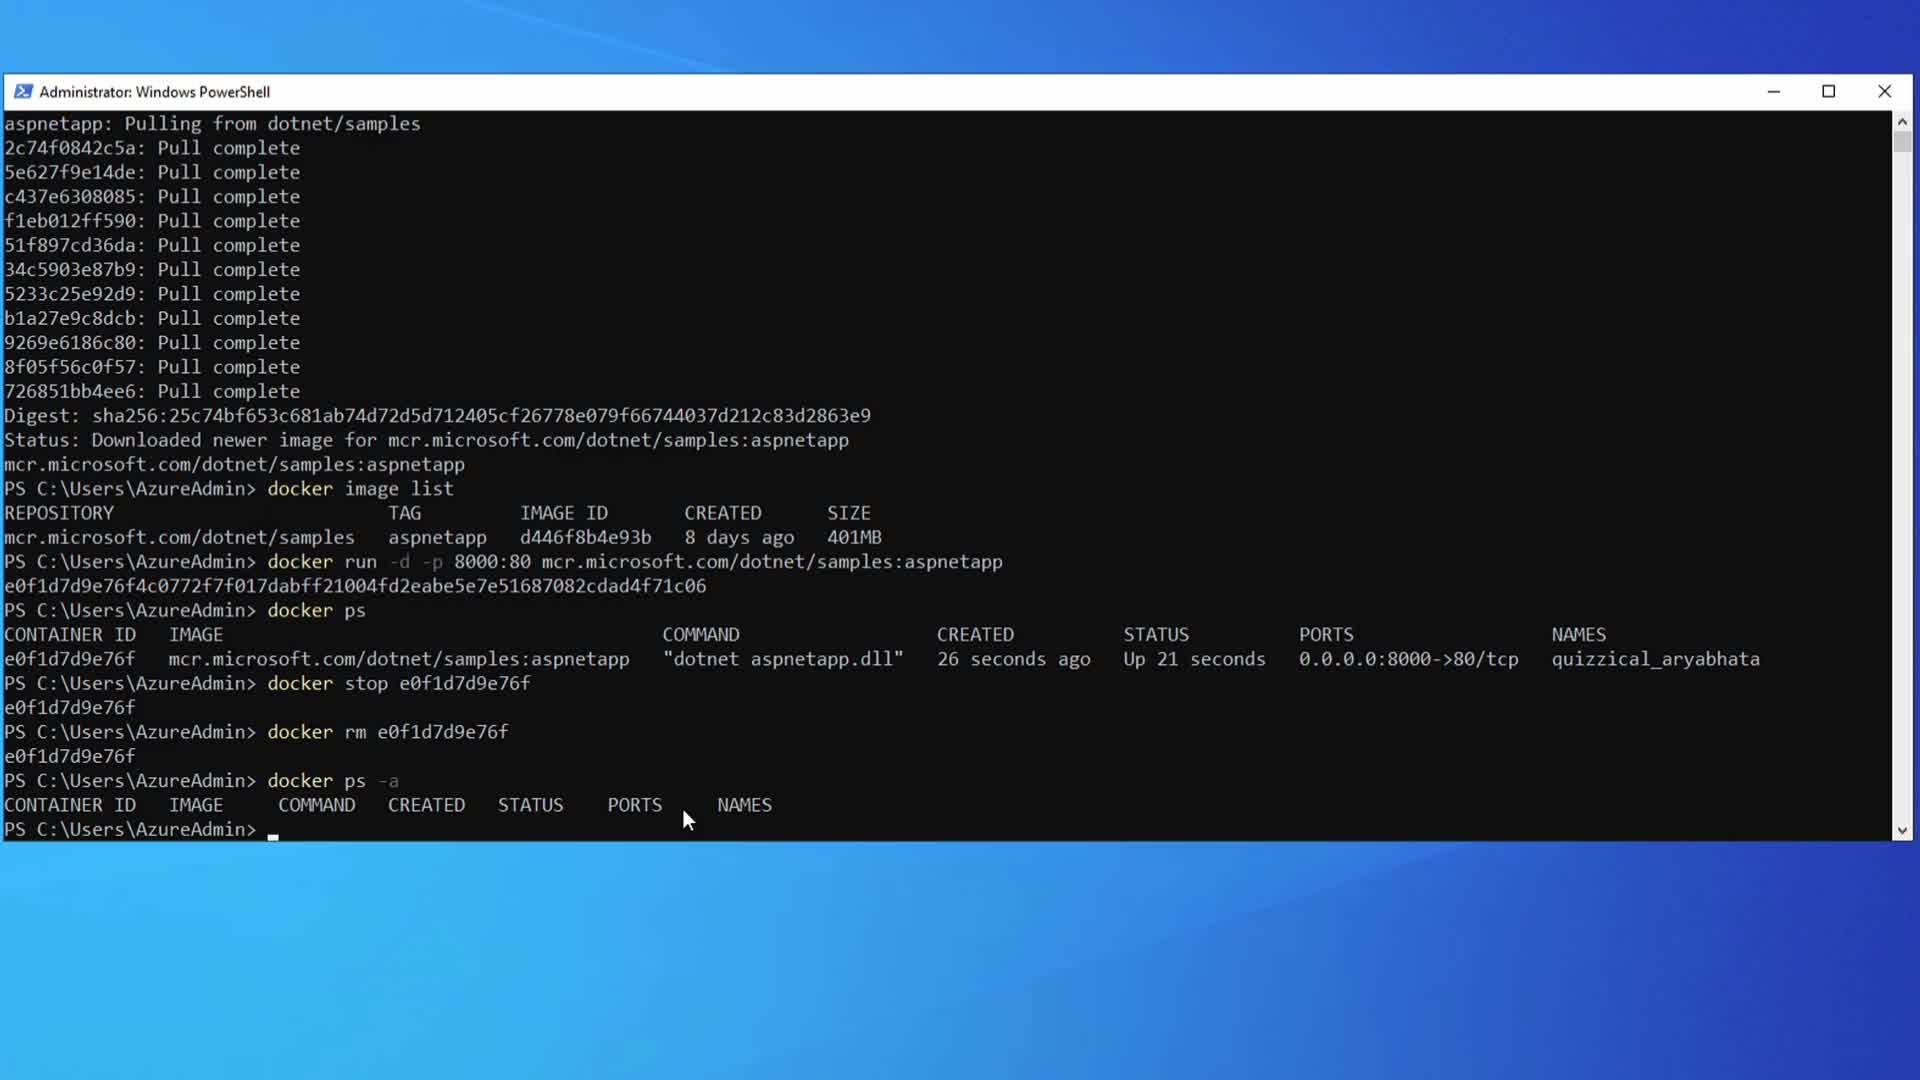 Administrator: Windows PowerShell
aspnetapp: Pulling from dotnet/samples
2c74f0842c5a: Pull complete
5e627f9e14de: Pull complete
c437e6308085: Pull complete
f1eb012ff590: Pull complete
51f897cd36da: Pull complete
34c5903e87b9: Pull complete
5233c25e92d9: Pull complete
b1a27e9c8dcb: Pull complete
9269e6186c80: Pull complete
8f05f56c0f57: Pull complete
726851bb4ee6: Pull complete
Digest: sha256:25c74bf653c681ab74d72d5d712405cf26778e079f66744037d212c83d2863e9
Status: Downloaded newer image for mcr.microsoft.com/dotnet/samples:aspnetapp
mcr.microsoft.com/dotnet/samples:aspnetapp
PS C:\Users\AzureAdmin> docker image list
REPOSITORY TAG IMAGE ID CREATED SIZE
mcr.microsoft.com/dotnet/samples aspnetapp d446f8b4e93b 8 days ago 401MB
PS C:\Users\AzureAdmin> docker run -d -p 8000:80 mcr.microsoft.com/dotnet/samples:aspnetapp
e0f1d7d9e76f4c0772f7f017dabff21004fd2eabe5e7e51687082cdad4f71c06
PS C:\Users\AzureAdmin> docker ps
CONTAINER ID IMAGE COMMAND CREATED STATUS PORTS NAMES
e0f1d7d9e76f mcr.microsoft.com/dotnet/samples:aspnetapp "dotnet aspnetapp.dll" 26 seconds ago Up 21 seconds 0.0.0.0:8000->80/tcp quizzical_aryabhata
PS C:\Users\AzureAdmin> docker stop e0f1d7d9e76f
e0f1d7d9e76f
PS C:\Users\AzureAdmin> docker rm e0f1d7d9e76f
e0f1d7d9e76f
PS C:\Users\AzureAdmin> docker ps -a
CONTAINER ID IMAGE COMMAND CREATED STATUS PORTS NAMES
PS C:\Users\AzureAdmin>